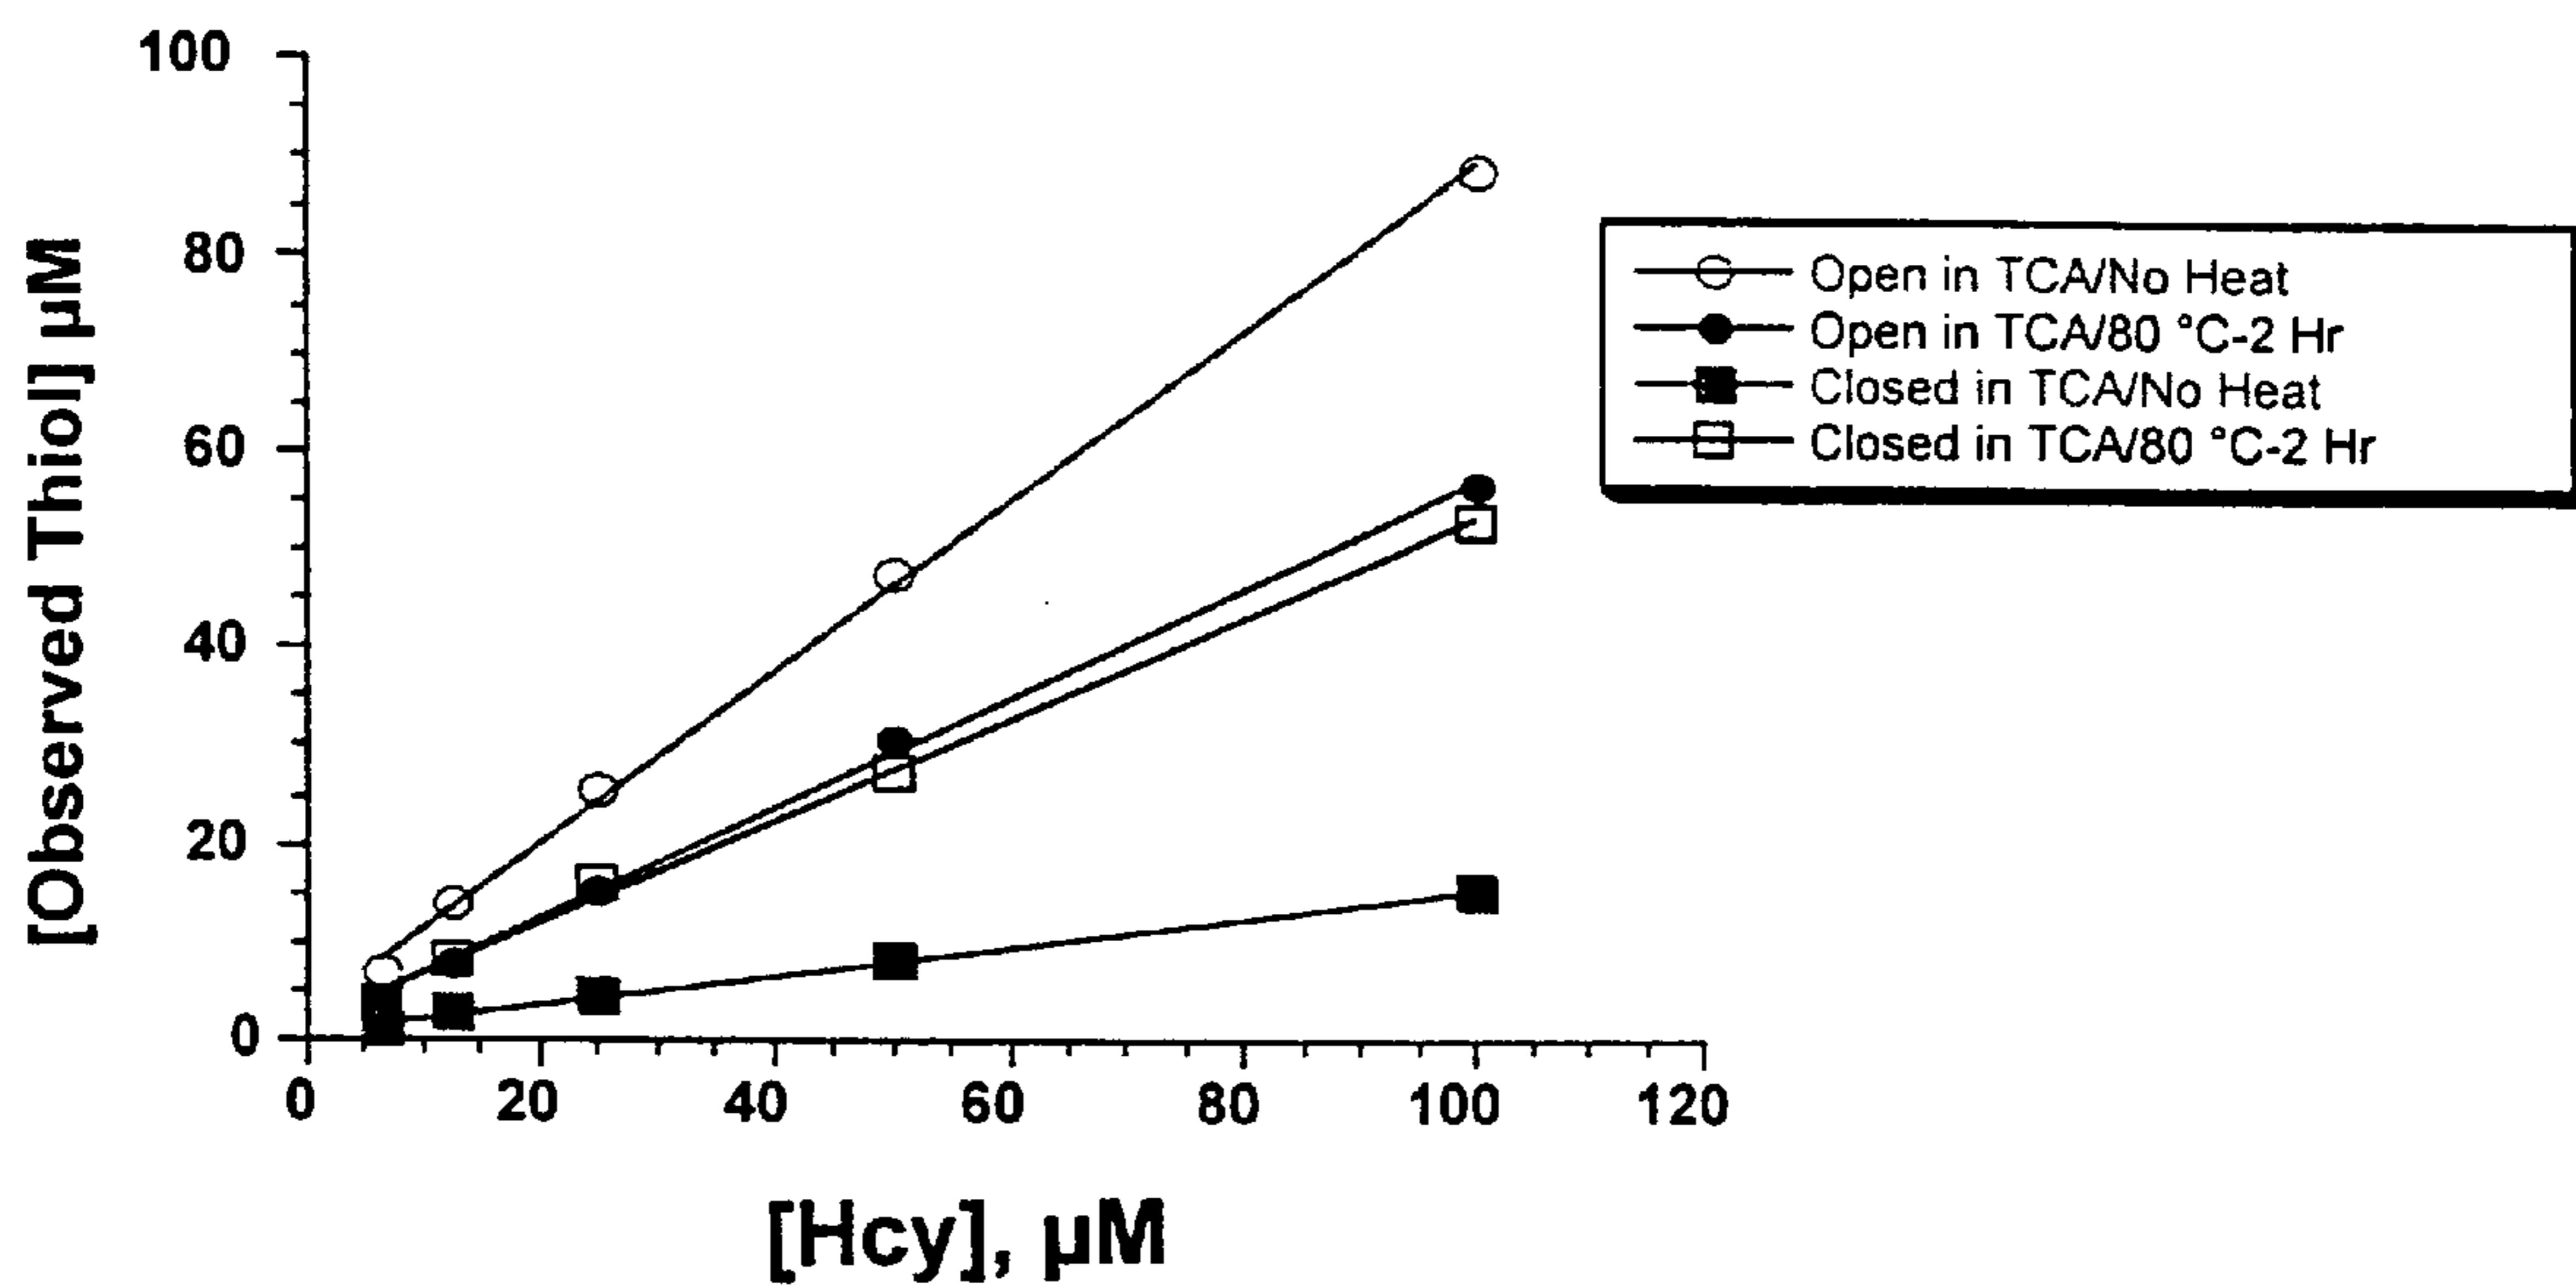 [Observed Thiol] µM
100
80
60
40
20
0
0 20 40 60 80 100 120
[Hcy], µM
Open in TCA/No Heat
Open in TCA/80 °C-2 Hr
Closed in TCA/No Heat
Closed in TCA/80 °C-2 Hr